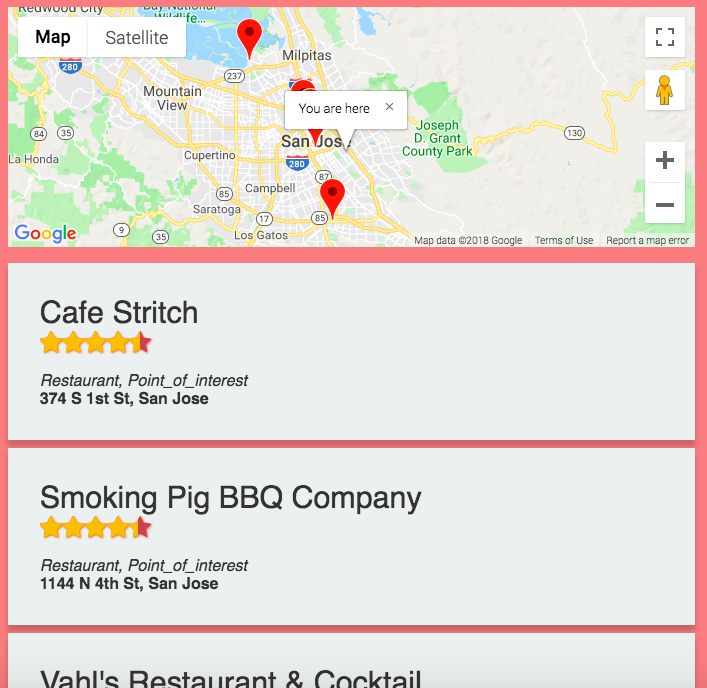 Redwood City
Bay National
Wildlife...
Map Satellite
Milpitas
280
237
Mountain
View
You are here ×
San Jose
84 35
Joseph
D. Grant
County Park
130
La Honda
Cupertino
280
87
85
Campbell
Saratoga
17
85
9
35
Los Gatos
Google
Map data ©2018 Google Terms of Use Report a map error
Cafe Stritch
Restaurant, Point_of_interest
374 S 1st St, San Jose
Smoking Pig BBQ Company
Restaurant, Point_of_interest
1144 N 4th St, San Jose
Vahl's Restaurant & Cocktail